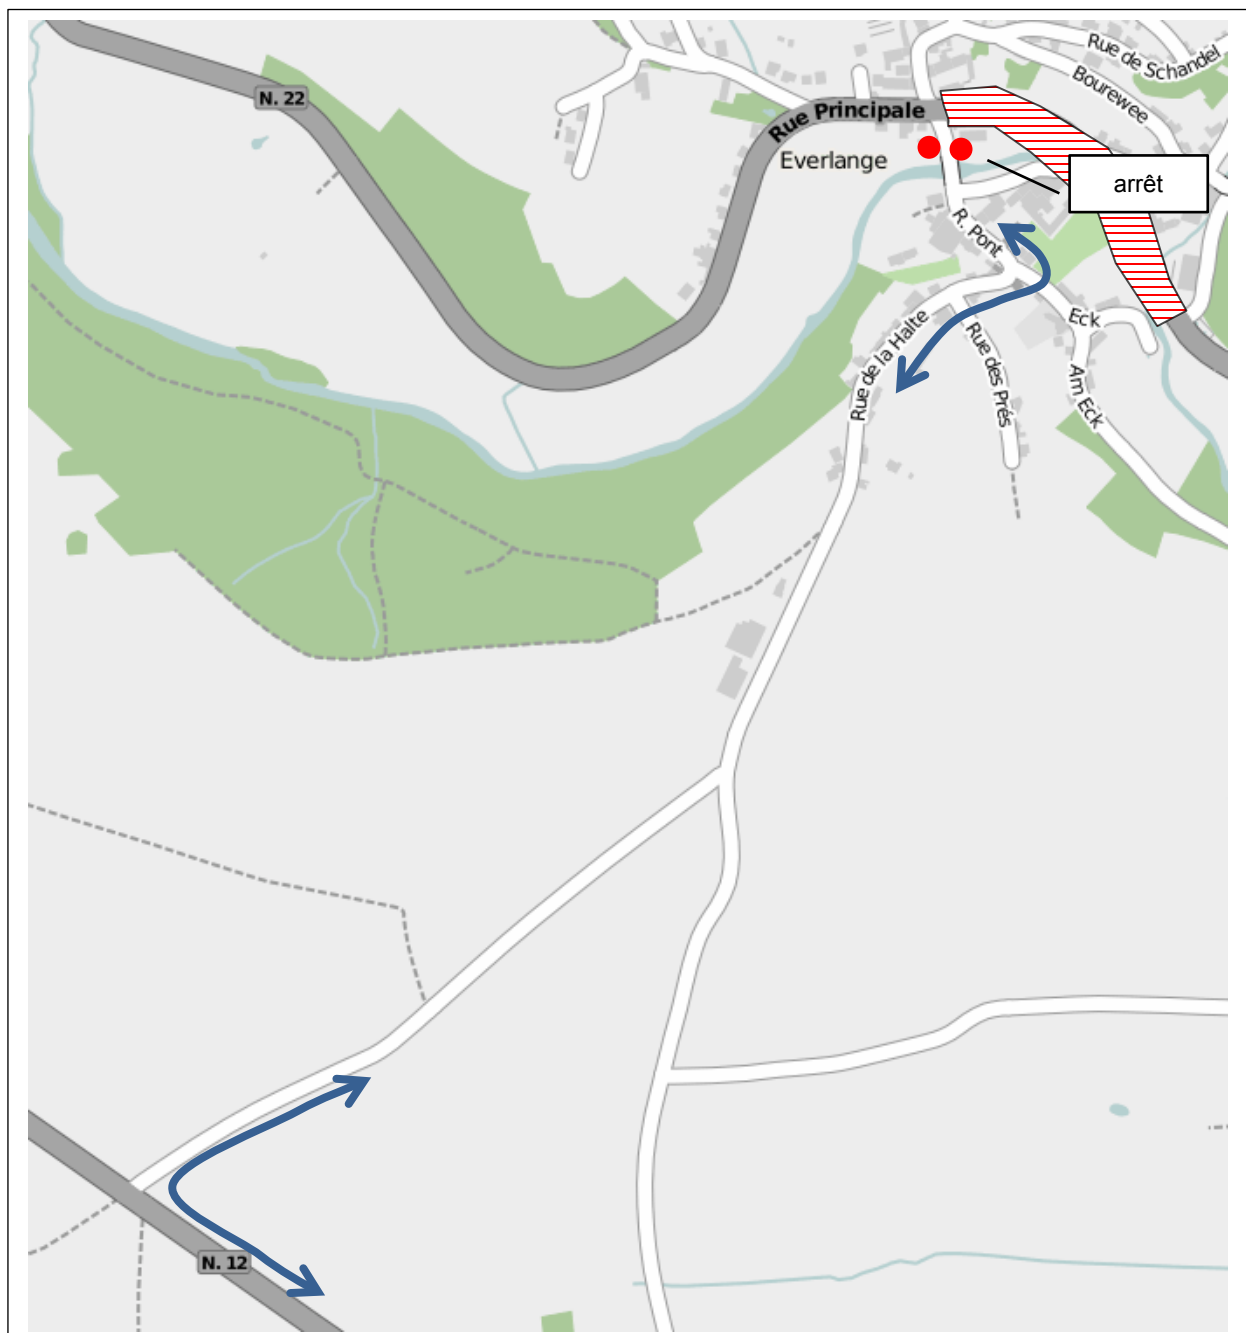 Rue de Schandel
Bourewee
N. 22
Rue Principale
Everlange
arrêt
R. Pont
Eck
Rue de la Halte
Rue des Prés
Am Eck
N. 12